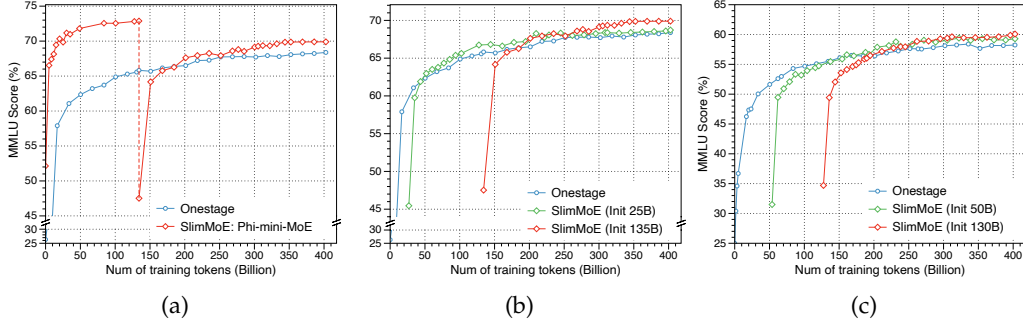 MMLU Score (%)
75
70
65
60
55
50
45
30
25
0 50 100 150 200 250 300 350 400
Num of training tokens (Billion)
Onestage
SlimMoE: Phi-mini-MoE
(a)
70
65
60
55
50
45
30
25
0 50 100 150 200 250 300 350 400
Num of training tokens (Billion)
Onestage
SlimMoE (Init 25B)
SlimMoE (Init 135B)
(b)
MMLU Score (%)
65
60
55
50
45
40
35
30
25
0 50 100 150 200 250 300 350 400
Num of training tokens (Billion)
Onestage
SlimMoE (Init 50B)
SlimMoE (Init 130B)
(c)